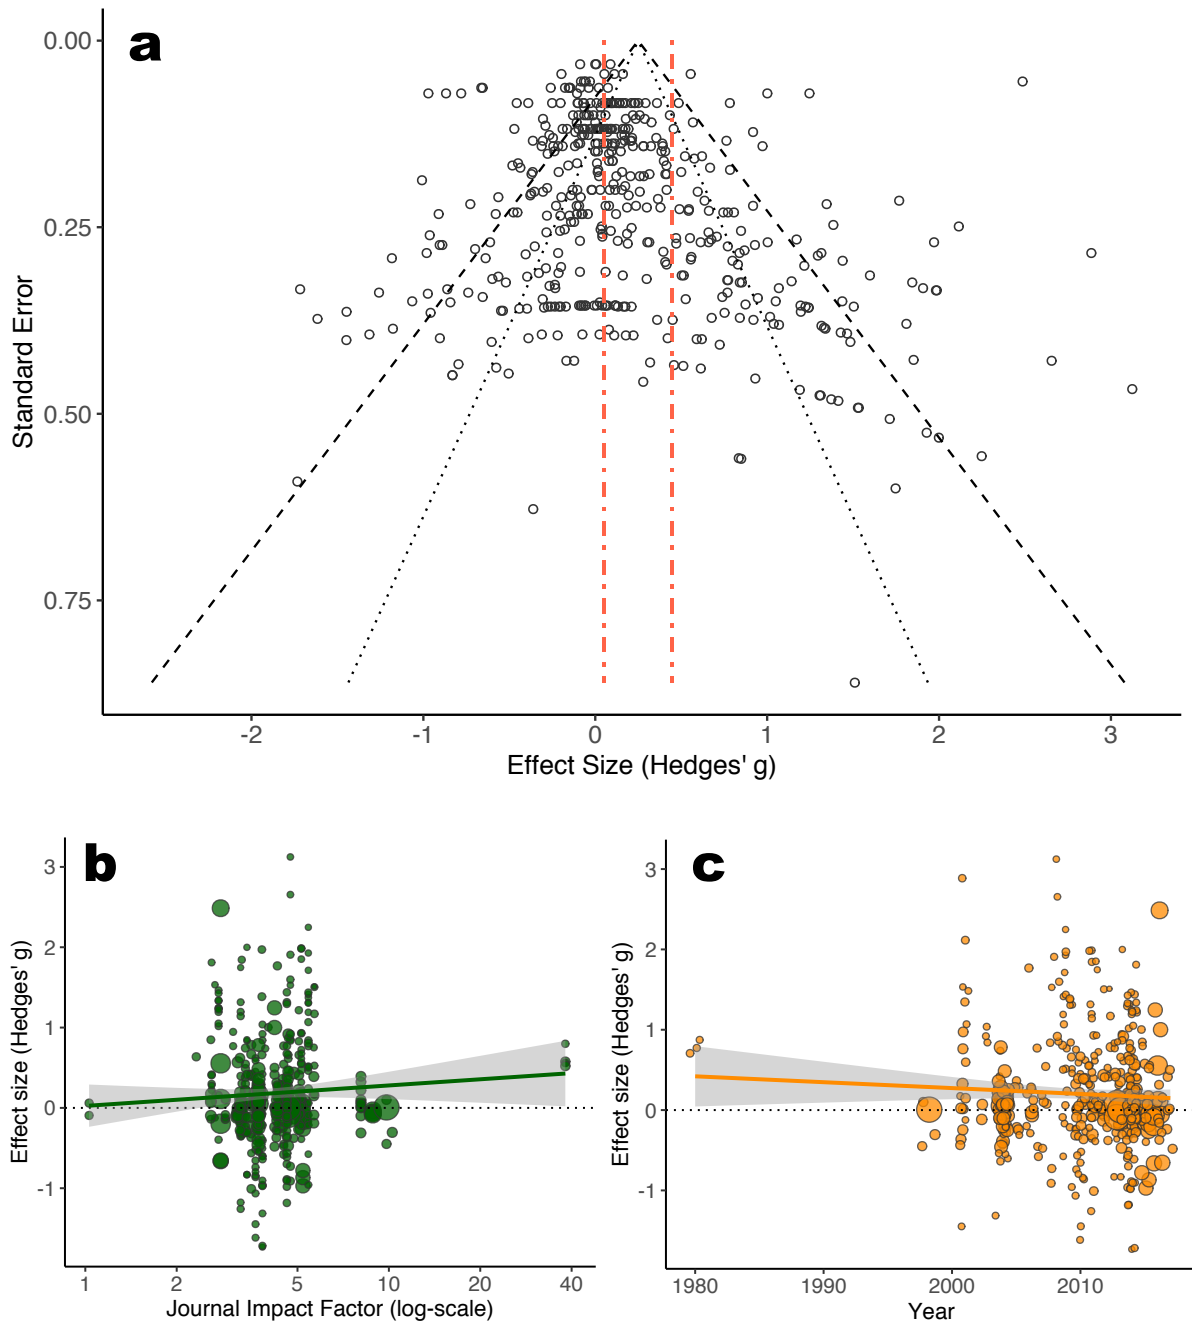 a
0.00
0.25
0.50
0.75
Standard Error
-2 -1 0 1 2 3
Effect Size (Hedges' g)
b
3
2
1
0
-1
Effect size (Hedges' g)
1 2 5 10 20 40
Journal Impact Factor (log-scale)
c
3
2
1
0
-1
Effect size (Hedges' g)
1980 1990 2000 2010
Year